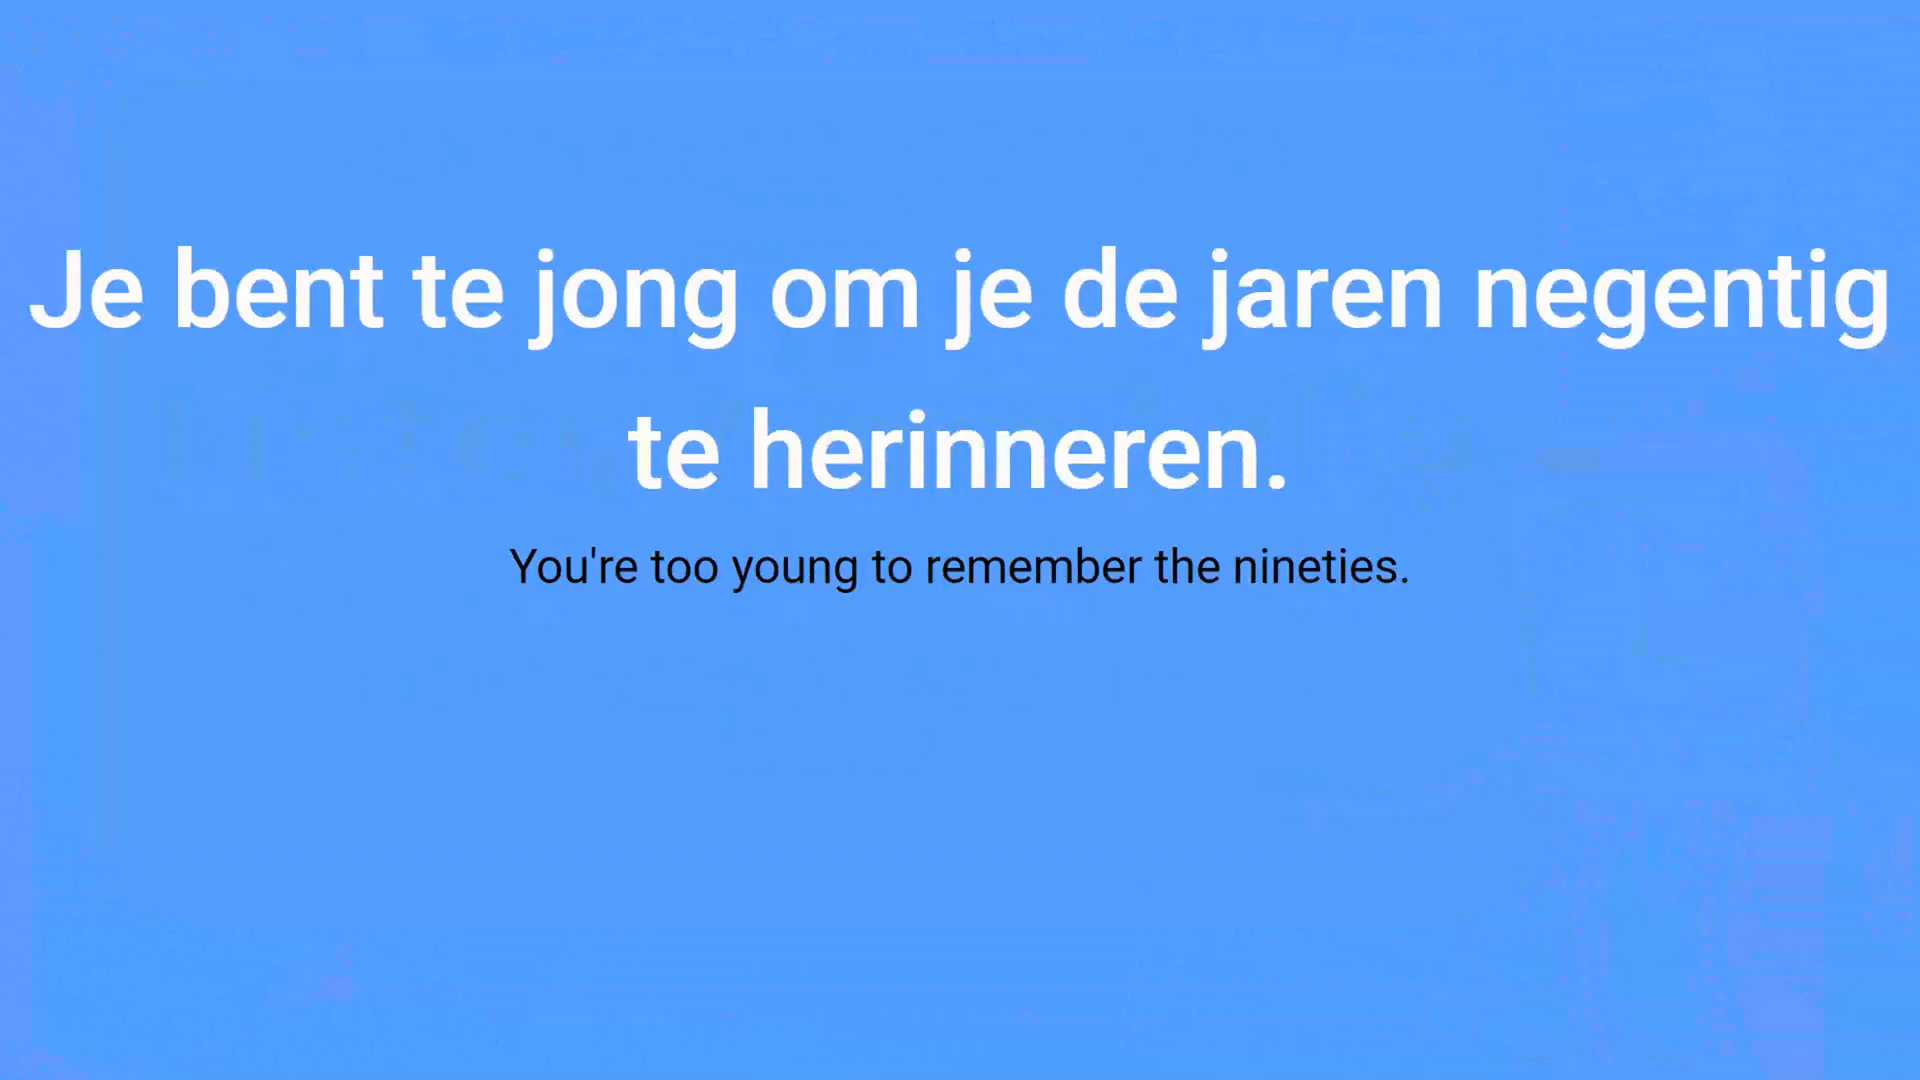 Je bent te jong om je de jaren negentig
te herinneren.
You're too young to remember the nineties.